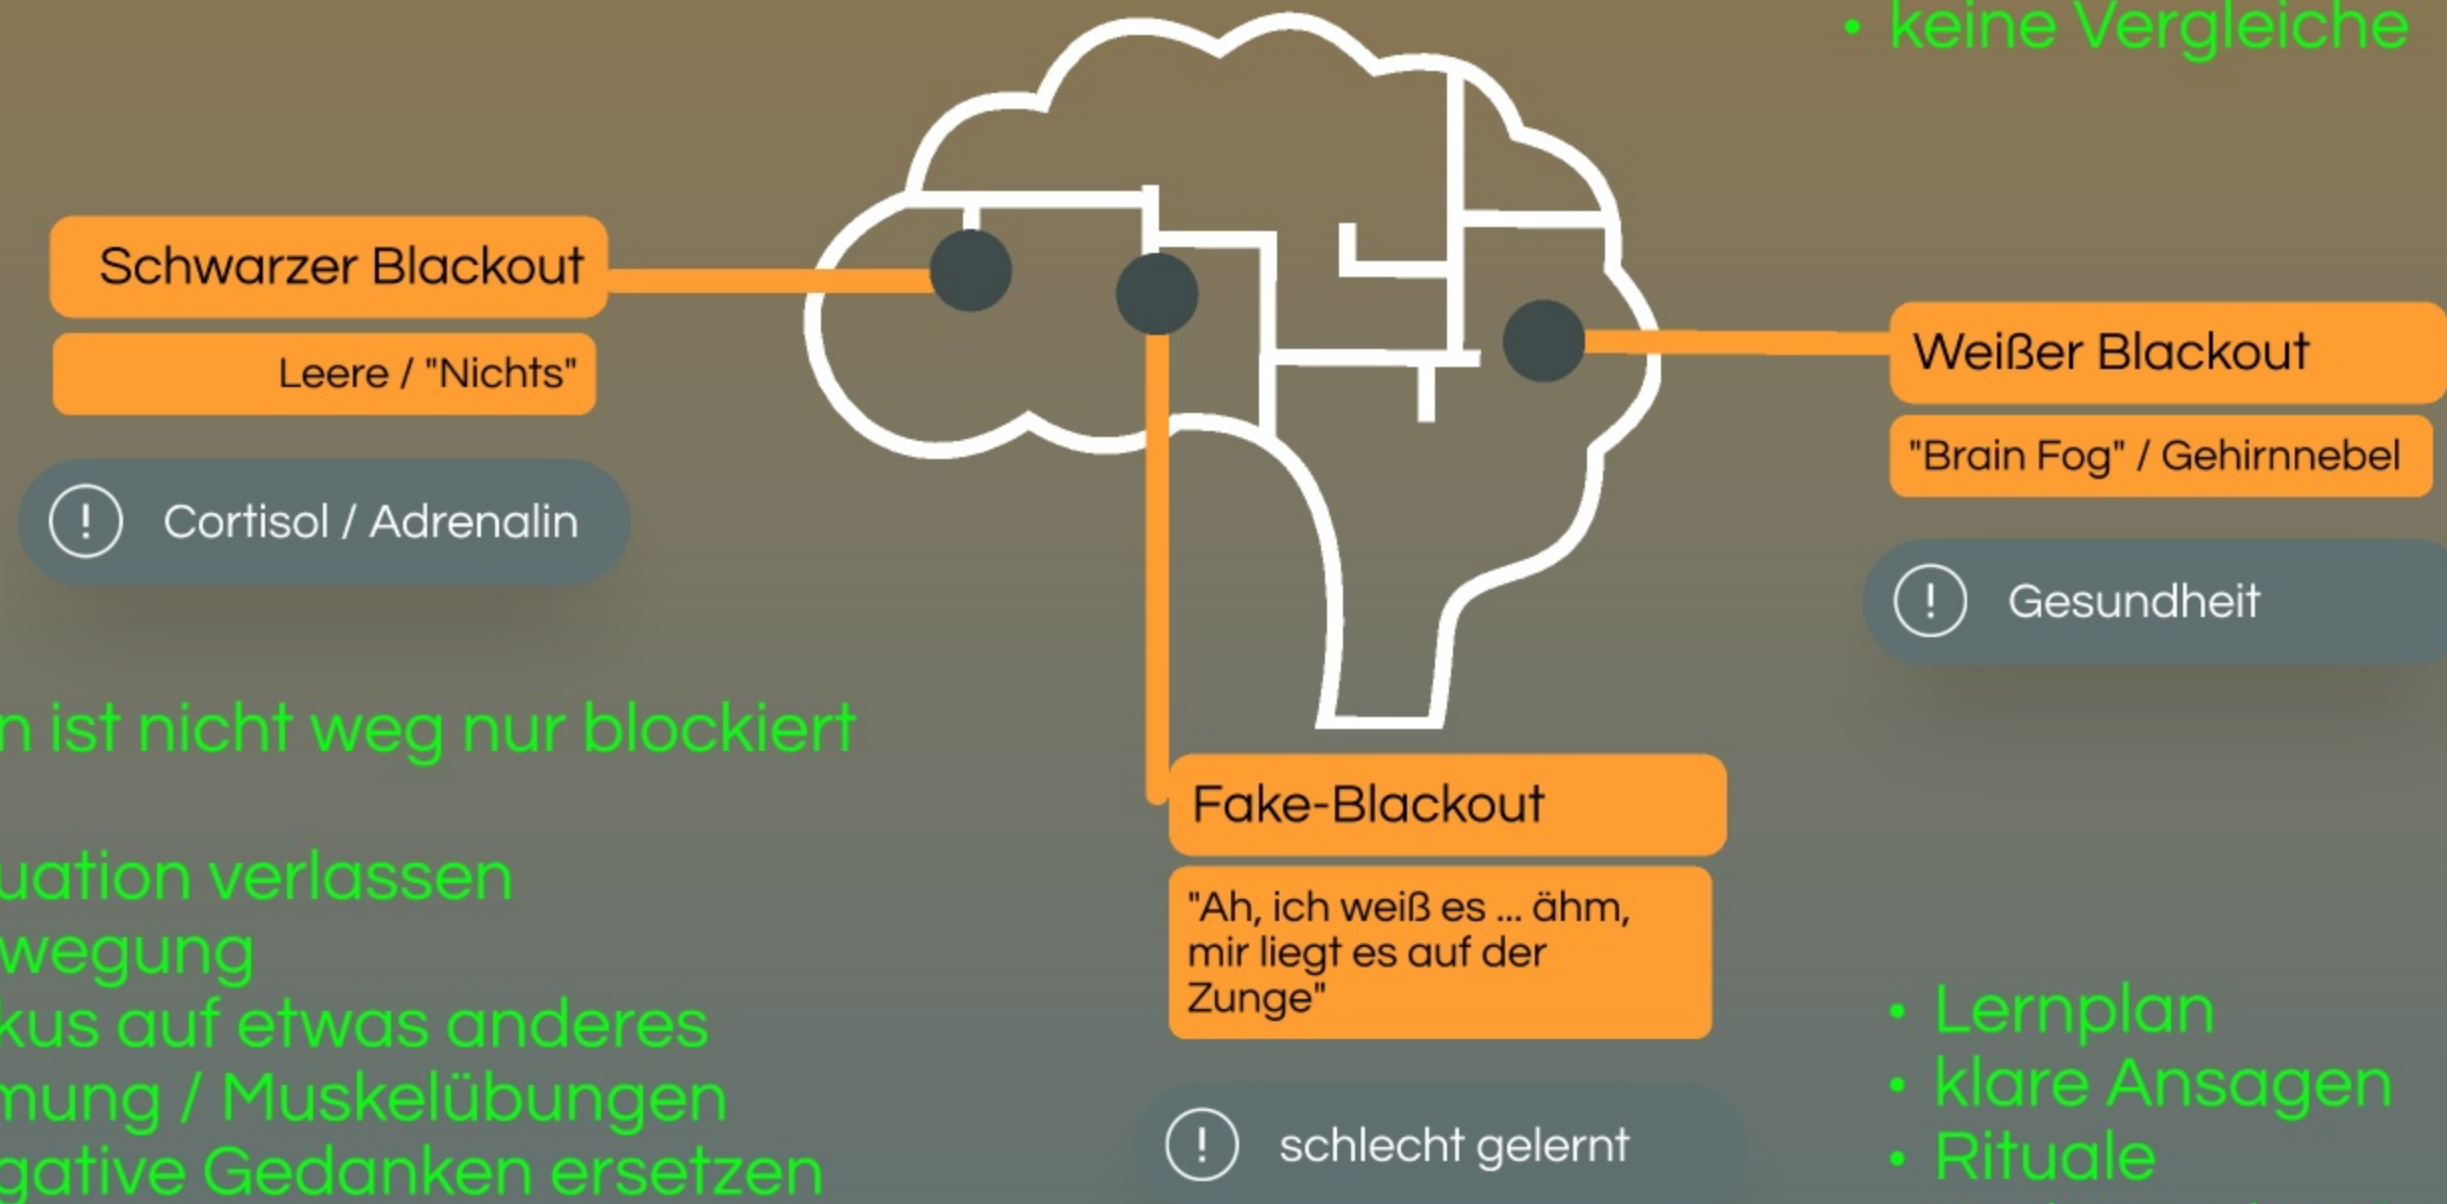 • keine Vergleiche
Schwarzer Blackout
Leere / "Nichts"
! Cortisol / Adrenalin
Weißer Blackout
"Brain Fog" / Gehirnnebel
! Gesundheit
n ist nicht weg nur blockiert
uation verlassen
wegung
kus auf etwas anderes
mung / Muskelübungen
gative Gedanken ersetzen
Fake-Blackout
"Ah, ich weiß es ... ähm,
mir liegt es auf der
Zunge"
! schlecht gelernt
• Lernplan
• klare Ansagen
• Rituale